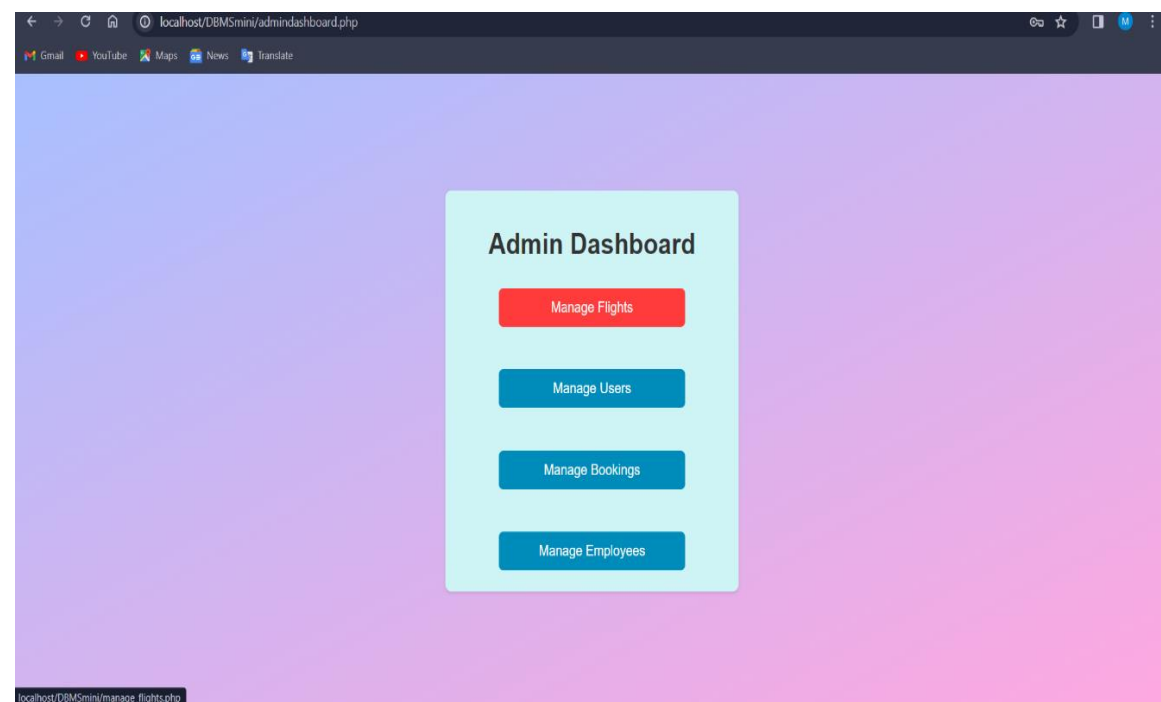 localhost/DBMSmini/admindashboard.php
M
Gmail YouTube Maps News Translate
Admin Dashboard
Manage Flights
Manage Users
Manage Bookings
Manage Employees
localhost/DBMSmini/manage_flights.php